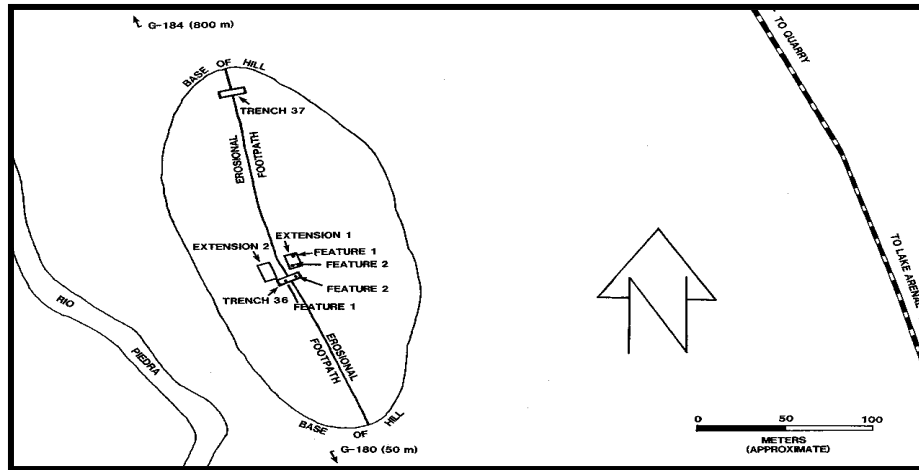 G-184 (800 m)
BASE OF HILL
TRENCH 37
EROSIONAL
FOOTPATH
EXTENSION 1
EXTENSION 2
FEATURE 1
FEATURE 2
FEATURE 2
TRENCH 36
FEATURE 1
EROSIONAL
FOOTPATH
BASE OF HILL
G-180 (50 m)
RIO
PIEDRA
TO QUARRY
TO LAKE ARENAL
N
0 50 100
METERS
(APPROXIMATE)